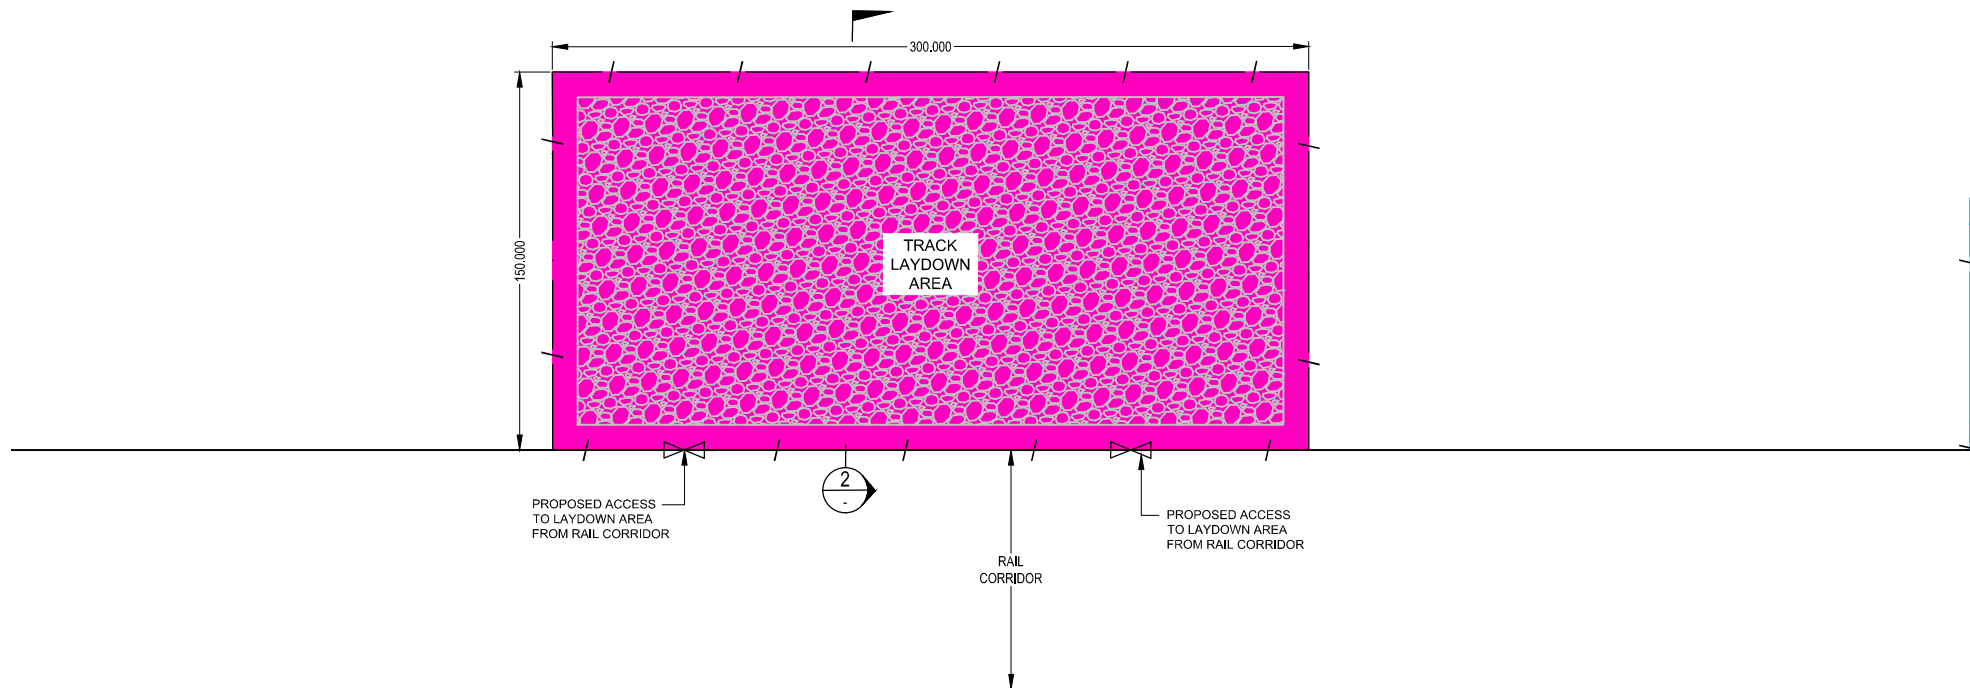 300.000
150.000
TRACK
LAYDOWN
AREA
2
-
PROPOSED ACCESS
TO LAYDOWN AREA
FROM RAIL CORRIDOR
PROPOSED ACCESS
TO LAYDOWN AREA
FROM RAIL CORRIDOR
RAIL
CORRIDOR